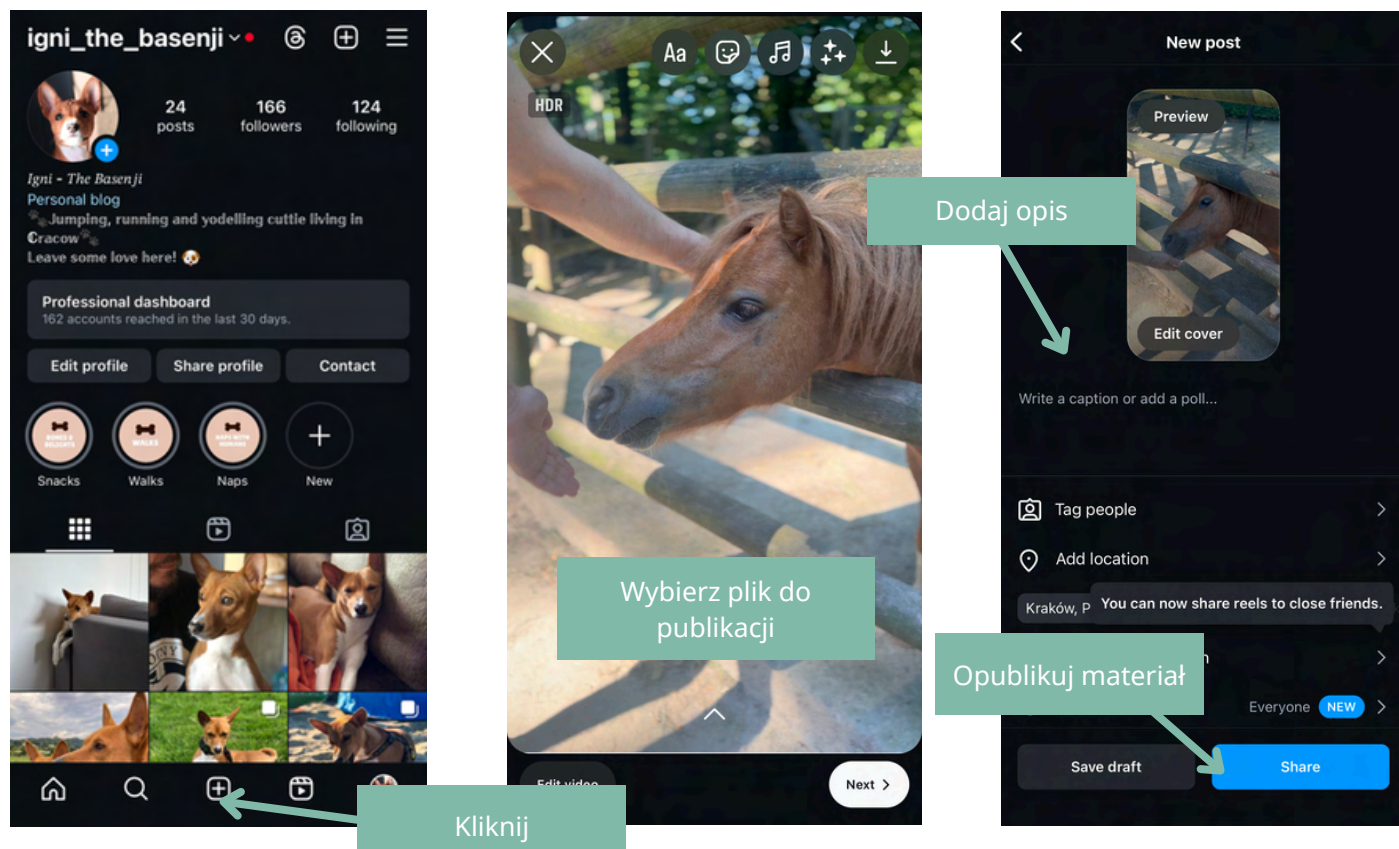 igni_the_basenji
24 166 124
posts followers following
Igni - The Basenji
Personal blog
🐾Jumping, running and yodelling cuttie living in
Cracow🐾
Leave some love here! 🐶
Professional dashboard
162 accounts reached in the last 30 days.
Edit profile Share profile Contact
WALKS
Snacks Walks Naps New
Kliknij
Aa
HDR
Wybierz plik do
publikacji
Edit video
Next >
New post
Preview
Dodaj opis
Edit cover
Write a caption or add a poll...
Tag people
Add location
Kraków, P
You can now share reels to close friends.
Opublikuj materiał
Everyone NEW
Save draft Share